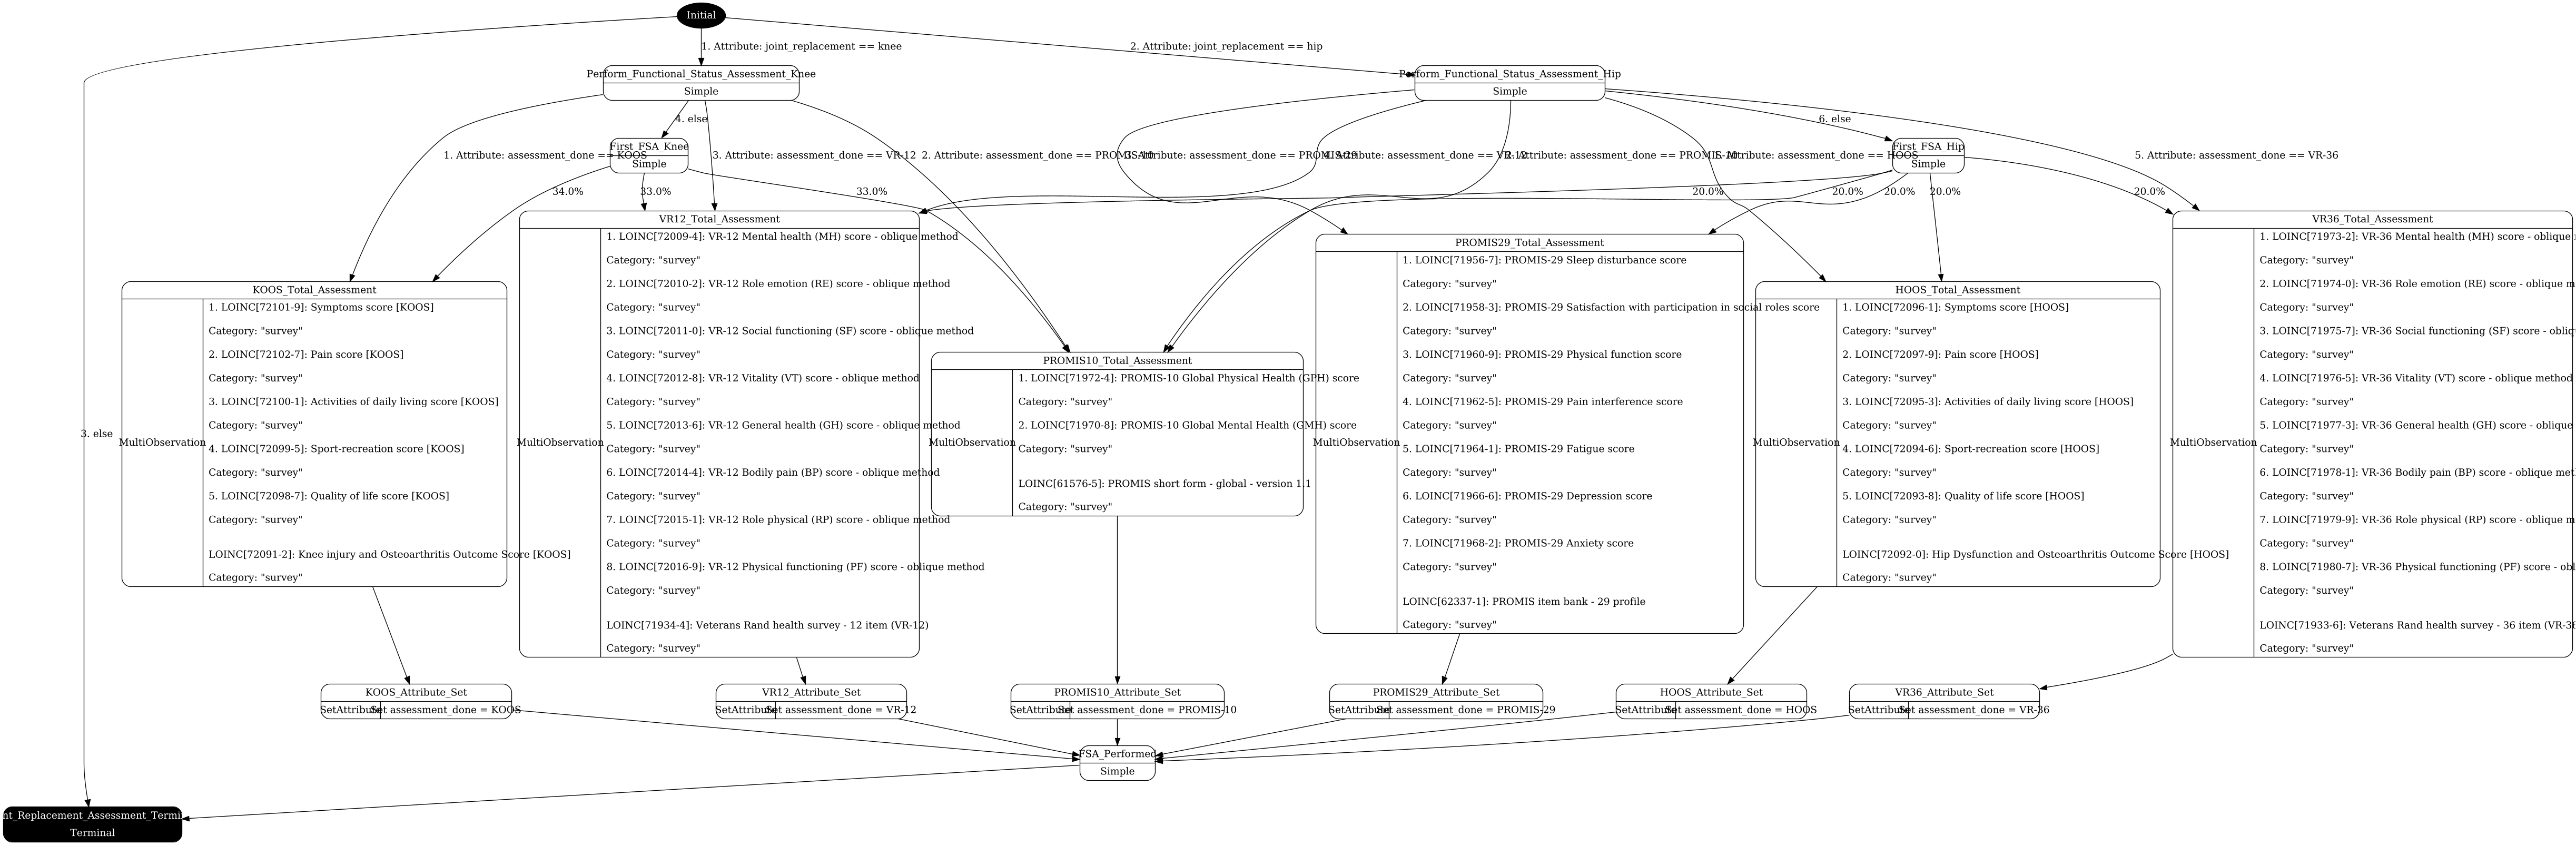 Initial
1. Attribute: joint_replacement == knee
2. Attribute: joint_replacement == hip
3. else
Perform_Functional_Status_Assessment_Knee
Simple
Perform_Functional_Status_Assessment_Hip
Simple
4. else
6. else
First_FSA_Knee
Simple
First_FSA_Hip
Simple
1. Attribute: assessment_done == KOOS
3. Attribute: assessment_done == VR-12
2. Attribute: assessment_done == PROMIS-10
3. Attribute: assessment_done == PROMIS-29
4. Attribute: assessment_done == VR-12
2. Attribute: assessment_done == PROMIS-10
1. Attribute: assessment_done == HOOS
5. Attribute: assessment_done == VR-36
34.0%
33.0%
33.0%
20.0%
20.0%
20.0%
20.0%
20.0%
KOOS_Total_Assessment
MultiObservation
1. LOINC[72101-9]: Symptoms score [KOOS]
Category: "survey"
2. LOINC[72102-7]: Pain score [KOOS]
Category: "survey"
3. LOINC[72100-1]: Activities of daily living score [KOOS]
Category: "survey"
4. LOINC[72099-5]: Sport-recreation score [KOOS]
Category: "survey"
5. LOINC[72098-7]: Quality of life score [KOOS]
Category: "survey"
LOINC[72091-2]: Knee injury and Osteoarthritis Outcome Score [KOOS]
Category: "survey"
VR12_Total_Assessment
MultiObservation
1. LOINC[72009-4]: VR-12 Mental health (MH) score - oblique method
Category: "survey"
2. LOINC[72010-2]: VR-12 Role emotion (RE) score - oblique method
Category: "survey"
3. LOINC[72011-0]: VR-12 Social functioning (SF) score - oblique method
Category: "survey"
4. LOINC[72012-8]: VR-12 Vitality (VT) score - oblique method
Category: "survey"
5. LOINC[72013-6]: VR-12 General health (GH) score - oblique method
Category: "survey"
6. LOINC[72014-4]: VR-12 Bodily pain (BP) score - oblique method
Category: "survey"
7. LOINC[72015-1]: VR-12 Role physical (RP) score - oblique method
Category: "survey"
8. LOINC[72016-9]: VR-12 Physical functioning (PF) score - oblique method
Category: "survey"
LOINC[71934-4]: Veterans Rand health survey - 12 item (VR-12)
Category: "survey"
PROMIS10_Total_Assessment
MultiObservation
1. LOINC[71972-4]: PROMIS-10 Global Physical Health (GPH) score
Category: "survey"
2. LOINC[71970-8]: PROMIS-10 Global Mental Health (GMH) score
Category: "survey"
LOINC[61576-5]: PROMIS short form - global - version 1.1
Category: "survey"
PROMIS29_Total_Assessment
MultiObservation
1. LOINC[71956-7]: PROMIS-29 Sleep disturbance score
Category: "survey"
2. LOINC[71958-3]: PROMIS-29 Satisfaction with participation in social roles score
Category: "survey"
3. LOINC[71960-9]: PROMIS-29 Physical function score
Category: "survey"
4. LOINC[71962-5]: PROMIS-29 Pain interference score
Category: "survey"
5. LOINC[71964-1]: PROMIS-29 Fatigue score
Category: "survey"
6. LOINC[71966-6]: PROMIS-29 Depression score
Category: "survey"
7. LOINC[71968-2]: PROMIS-29 Anxiety score
Category: "survey"
LOINC[62337-1]: PROMIS item bank - 29 profile
Category: "survey"
HOOS_Total_Assessment
MultiObservation
1. LOINC[72096-1]: Symptoms score [HOOS]
Category: "survey"
2. LOINC[72097-9]: Pain score [HOOS]
Category: "survey"
3. LOINC[72095-3]: Activities of daily living score [HOOS]
Category: "survey"
4. LOINC[72094-6]: Sport-recreation score [HOOS]
Category: "survey"
5. LOINC[72093-8]: Quality of life score [HOOS]
Category: "survey"
LOINC[72092-0]: Hip Dysfunction and Osteoarthritis Outcome Score [HOOS]
Category: "survey"
VR36_Total_Assessment
MultiObservation
1. LOINC[71973-2]: VR-36 Mental health (MH) score - oblique
Category: "survey"
2. LOINC[71974-0]: VR-36 Role emotion (RE) score - oblique
Category: "survey"
3. LOINC[71975-7]: VR-36 Social functioning (SF) score -
Category: "survey"
4. LOINC[71976-5]: VR-36 Vitality (VT) score - oblique method
Category: "survey"
5. LOINC[71977-3]: VR-36 General health (GH) score - oblique
Category: "survey"
6. LOINC[71978-1]: VR-36 Bodily pain (BP) score - oblique
Category: "survey"
7. LOINC[71979-9]: VR-36 Role physical (RP) score - oblique
Category: "survey"
8. LOINC[71980-7]: VR-36 Physical functioning (PF) score -
Category: "survey"
LOINC[71933-6]: Veterans Rand health survey - 36 item
Category: "survey"
KOOS_Attribute_Set
SetAttribute Set assessment_done = KOOS
VR12_Attribute_Set
SetAttribute Set assessment_done = VR-12
PROMIS10_Attribute_Set
SetAttribute Set assessment_done = PROMIS-10
PROMIS29_Attribute_Set
SetAttribute Set assessment_done = PROMIS-29
HOOS_Attribute_Set
SetAttribute Set assessment_done = HOOS
VR36_Attribute_Set
SetAttribute Set assessment_done = VR-36
FSA_Performed
Simple
nt_Replacement_Assessment_Termi
Terminal